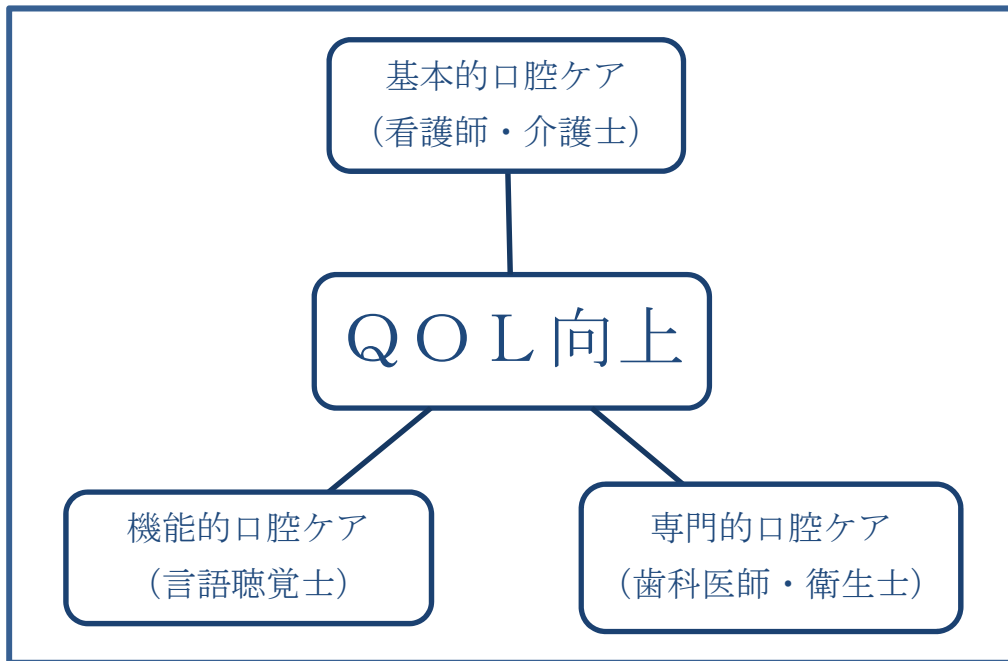 基本的口腔ケア
（看護師・介護士）
ＱＯＬ向上
機能的口腔ケア
（言語聴覚士）
専門的口腔ケア
（歯科医師・衛生士）